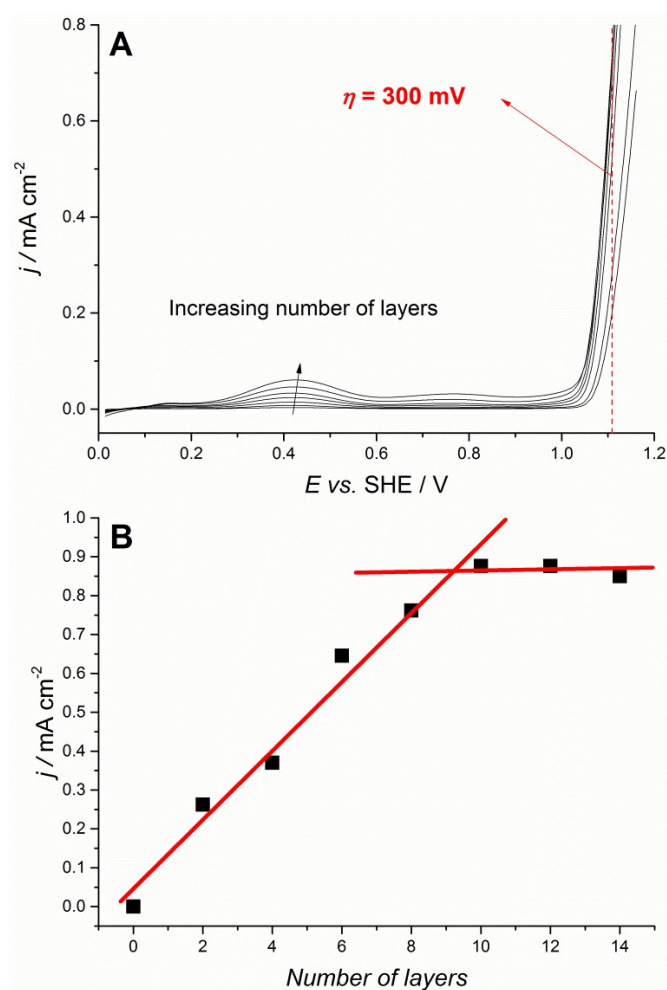 A
η = 300 mV
Increasing number of layers
j / mA cm⁻²
0.8
0.6
0.4
0.2
0.0
0.0 0.2 0.4 0.6 0.8 1.0 1.2
E vs. SHE / V
B
j / mA cm⁻²
1.0
0.9
0.8
0.7
0.6
0.5
0.4
0.3
0.2
0.1
0.0
0 2 4 6 8 10 12 14
Number of layers